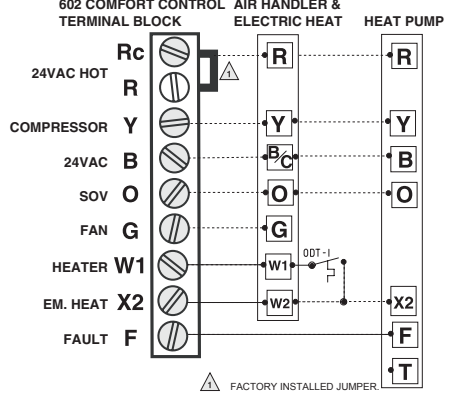 602 COMFORT CONTROL AIR HANDLER &
TERMINAL BLOCK ELECTRIC HEAT HEAT PUMP
Rc R R
24VAC HOT 1
R
COMPRESSOR Y Y Y
24VAC B B/C B
SOV O O O
FAN G G
ODT-1
HEATER W1 W1
EM. HEAT X2 W2 X2
FAULT F F
T
1 FACTORY INSTALLED JUMPER.